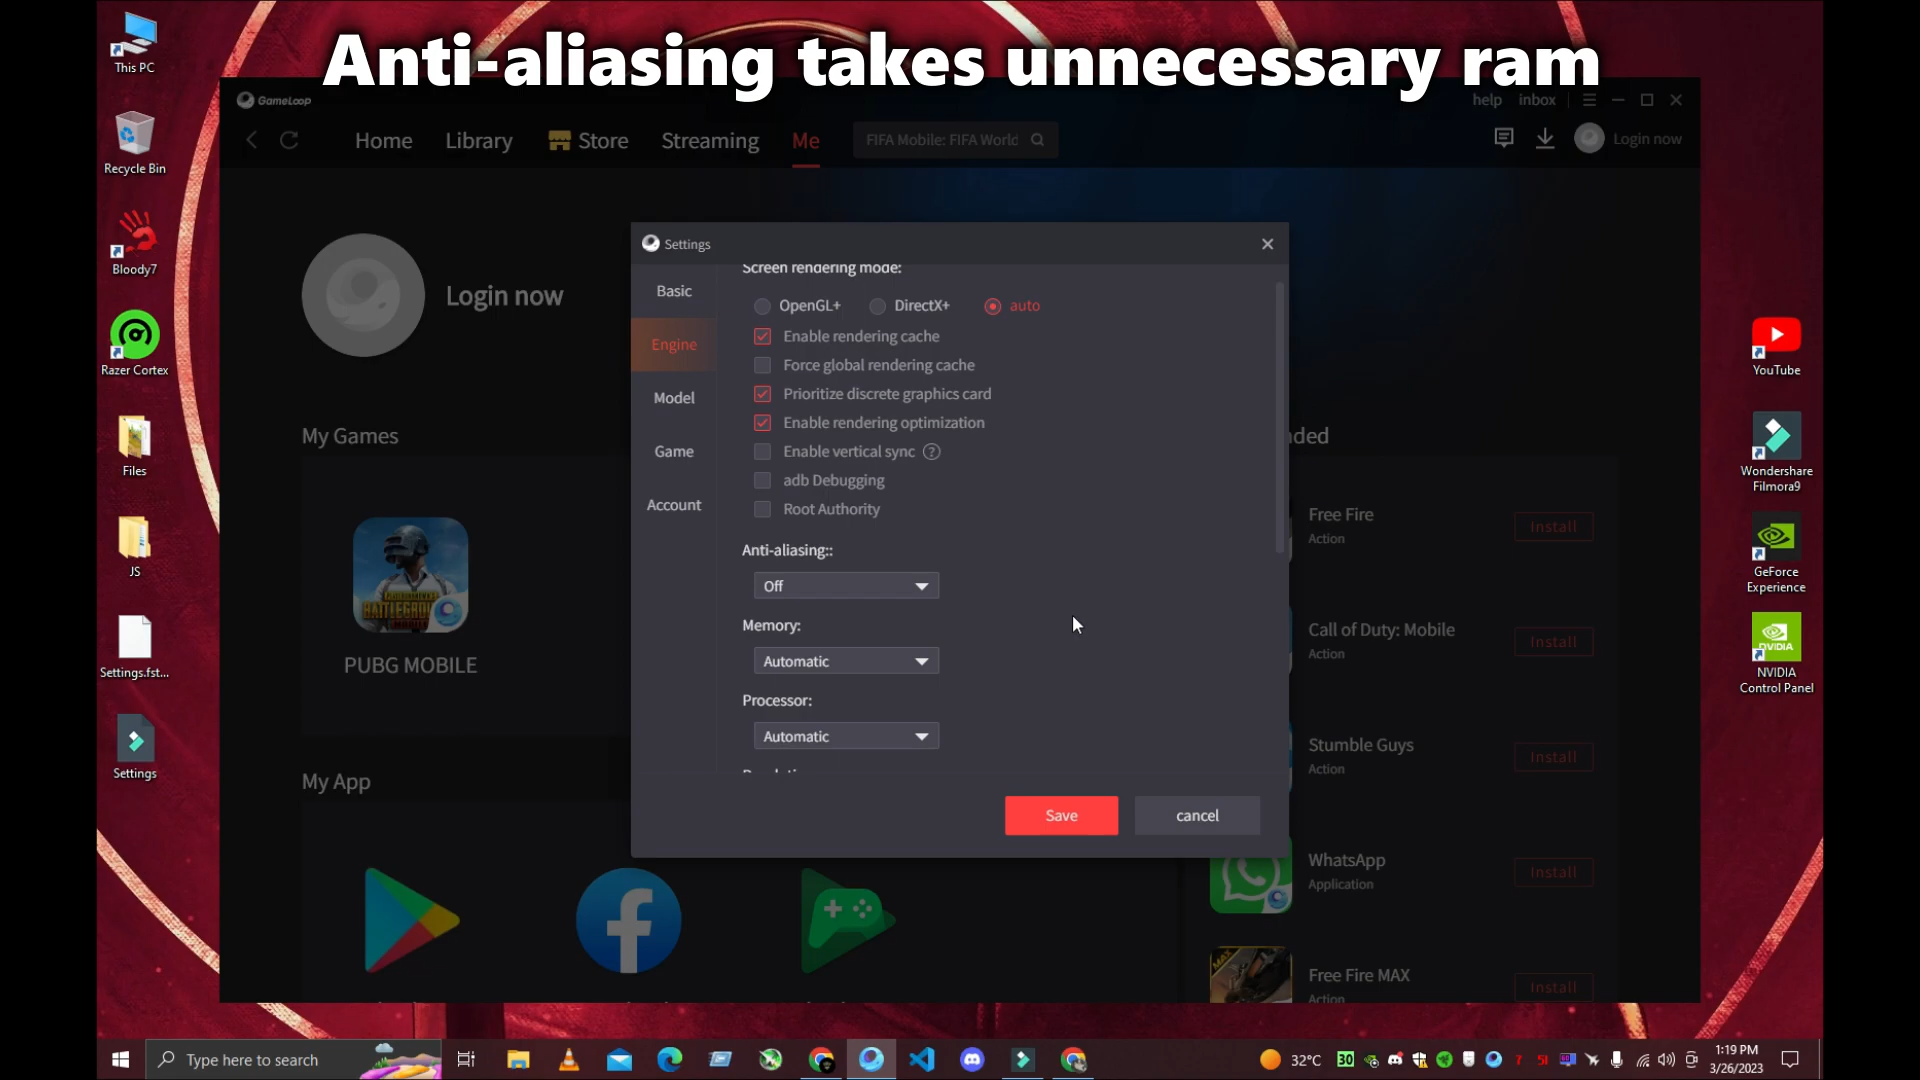 Anti-aliasing takes unnecessary ram
This PC
Recycle Bin
Bloody7
Razer Cortex
Files
JS
Settings.fst...
Settings
GameLoop
help inbox
Home Library Store Streaming Me FIFA Mobile: FIFA World
Login now
Login now
My Games
PUBG MOBILE
My App
Settings
Basic
Engine
Model
Game
Account
Screen rendering mode:
OpenGL+ DirectX+ auto
Enable rendering cache
Force global rendering cache
Prioritize discrete graphics card
Enable rendering optimization
Enable vertical sync ?
adb Debugging
Root Authority
Anti-aliasing::
Off
Memory:
Automatic
Processor:
Automatic
Save cancel
nded
Free Fire
Action
Install
Call of Duty: Mobile
Action
Install
Stumble Guys
Action
Install
WhatsApp
Application
Install
MAX
Free Fire MAX
Action
Install
YouTube
Wondershare
Filmora9
GeForce
Experience
NVIDIA
NVIDIA
Control Panel
Type here to search
32°C
30
1:19 PM
3/26/2023